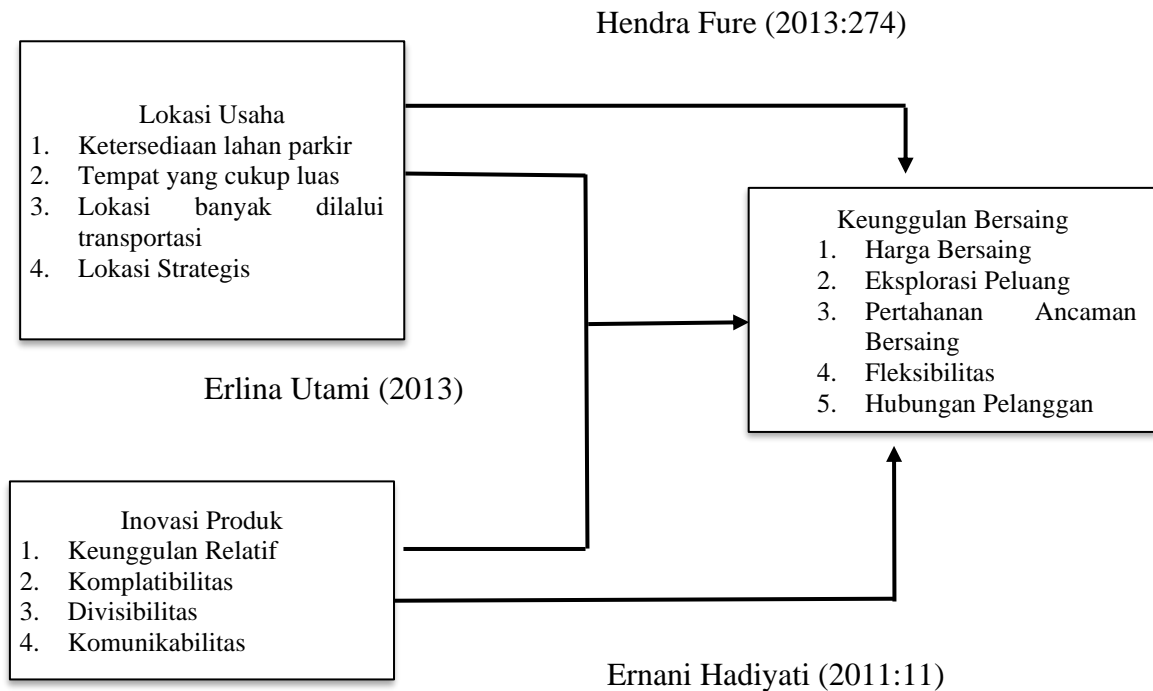 Hendra Fure (2013:274)
Lokasi Usaha
1. Ketersediaan lahan parkir
2. Tempat yang cukup luas
3. Lokasi banyak dilalui
transportasi
4. Lokasi Strategis
Keunggulan Bersaing
1. Harga Bersaing
2. Eksplorasi Peluang
3. Pertahanan Ancaman
Bersaing
4. Fleksibilitas
5. Hubungan Pelanggan
Erlina Utami (2013)
Inovasi Produk
1. Keunggulan Relatif
2. Komplatibilitas
3. Divisibilitas
4. Komunikabilitas
Ernani Hadiyati (2011:11)